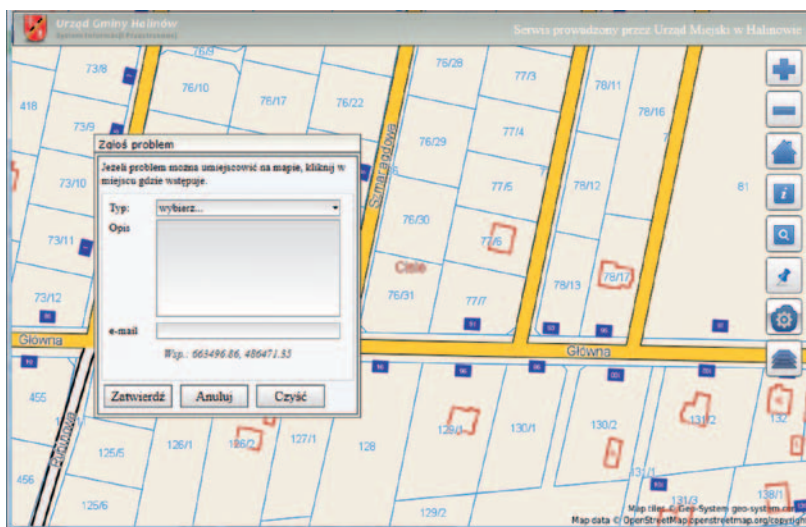 Urząd Gminy Halinów
System Informacji Przestrzennej
Serwis prowadzony przez Urząd Miejski w Halinowie
73/8
76/9
76/28
77/3
78/11
418
76/10
76/17
76/22
78/16
73/9
76/29
77/4
Zgłoś problem
Jeżeli problem można umiejscowić na mapie, kliknij w
miejscu gdzie wstępuje.
Szmaragdowa
73/10
77/5
78/12
81
Typ:
wybierz...
Opis
76/30
73/11
77/6
Cisie
78/13
78/17
73/12
76/31
77/7
e-mail
Główna
Główna
Wsp.: 663496.86, 486471.35
Zatwierdź
Anuluj
Czyść
455
125/5
126/1
126/2
127/1
128
129/1
130/1
130/2
131/2
132
456
131/1
125/6
129/2
131/3
138/1
Map tiles © Geo-System geo-system.com
Map data © OpenStreetMap openstreetmap.org/copyright